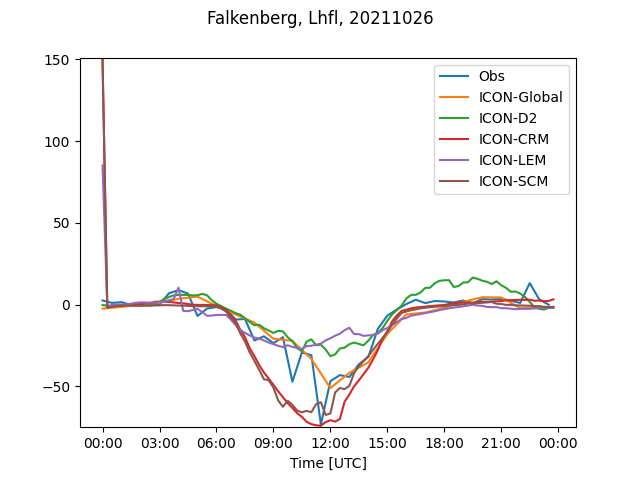 Falkenberg, Lhfl, 20211026
150
100
50
0
−50
Obs
ICON-Global
ICON-D2
ICON-CRM
ICON-LEM
ICON-SCM
00:00 03:00 06:00 09:00 12:00 15:00 18:00 21:00 00:00
Time [UTC]